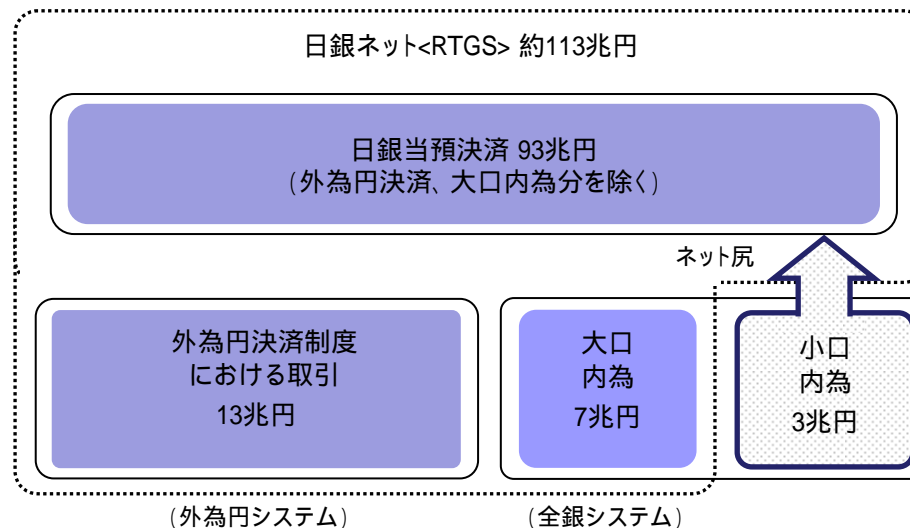 日銀ネット<RTGS> 約113兆円
日銀当預決済 93兆円
(外為円決済、大口内為分を除く)
ネット尻
外為円決済制度
における取引
13兆円
大口
内為
7兆円
小口
内為
3兆円
(外為円システム)
(全銀システム)